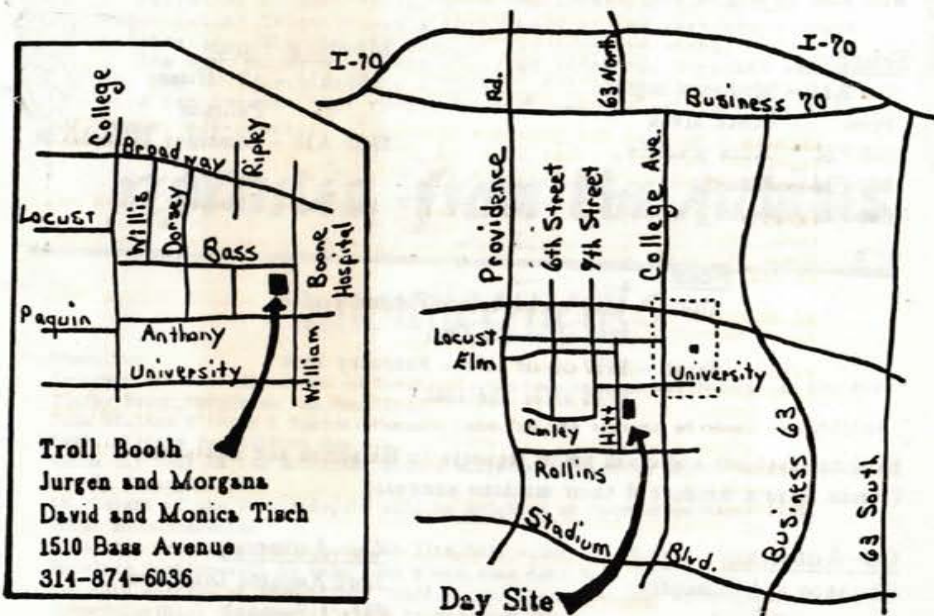 College
Broadway
Ripky
Locust
Willis
Dorsey
Bass
Boone
Hospital
Paquin
Anthony
University
William
Troll Booth
Jurgen and Morgana
David and Monica Tisch
1510 Bass Avenue
314-874-6036
I-70
I-70
Rd.
63 North
Business 70
Providence
6th Street
9th Street
College Ave.
Locust
Elm
University
Conley
Hitt
Rollins
Stadium
Blvd.
Business 63
63 South
Day Site